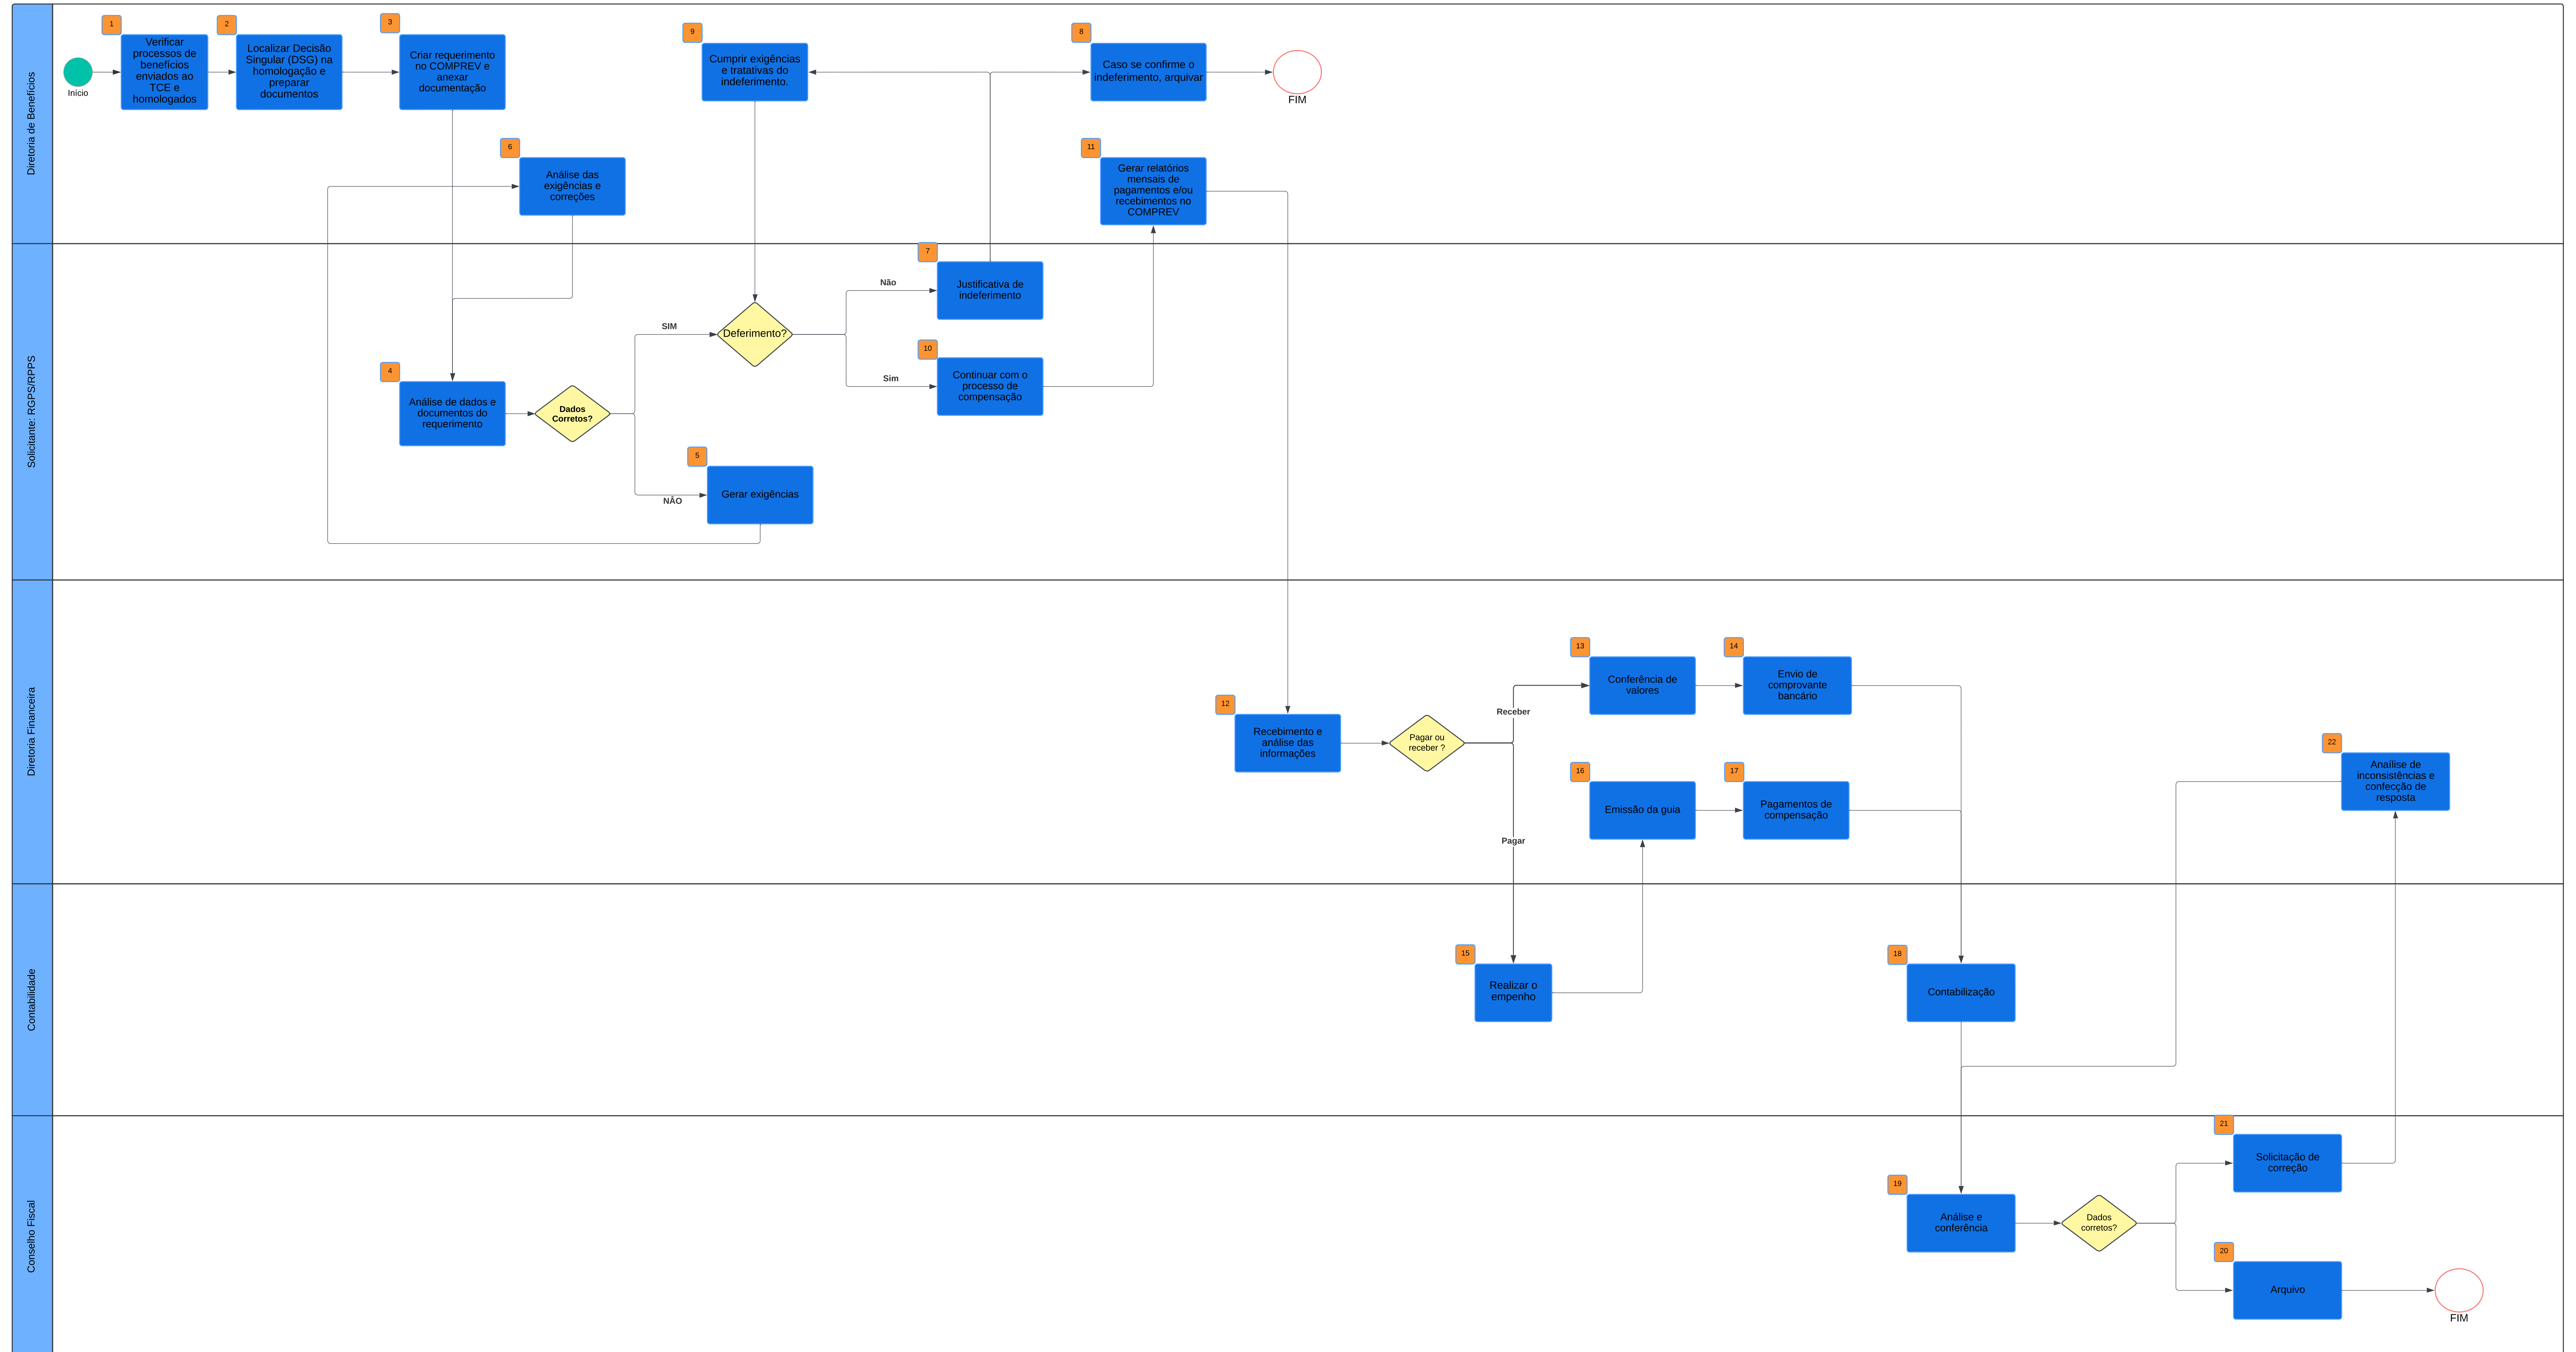 Diretoria de Benefícios
Início
1
Verificar
processos de
benefícios
enviados ao
TCE e
homologados
2
Localizar Decisão
Singular (DSG) na
homologação e
preparar
documentos
3
Criar requerimento
no COMPREV e
anexar
documentação
9
Cumprir exigências
e tratativas do
indeferimento.
8
Caso se confirme o
indeferimento, arquivar
FIM
6
Análise das
exigências e
correções
11
Gerar relatórios
mensais de
pagamentos e/ou
recebimentos no
COMPREV
Solicitante: RGPS/RPPS
7
Justificativa de
indeferimento
Não
SIM
Deferimento?
10
Continuar com o
processo de
compensação
Sim
4
Análise de dados e
documentos do
requerimento
Dados
Corretos?
5
Gerar exigências
NÃO
Diretoria Financeira
13
Conferência de
valores
14
Envio de
comprovante
bancário
Receber
12
Recebimento e
análise das
informações
Pagar ou
receber ?
16
Emissão da guia
17
Pagamentos de
compensação
Pagar
22
Anaílise de
inconsistências e
confecção de
resposta
Contabilidade
15
Realizar o
empenho
18
Contabilização
Conselho Fiscal
21
Solicitação de
correção
19
Análise e
conferência
Dados
corretos?
20
Arquivo
FIM